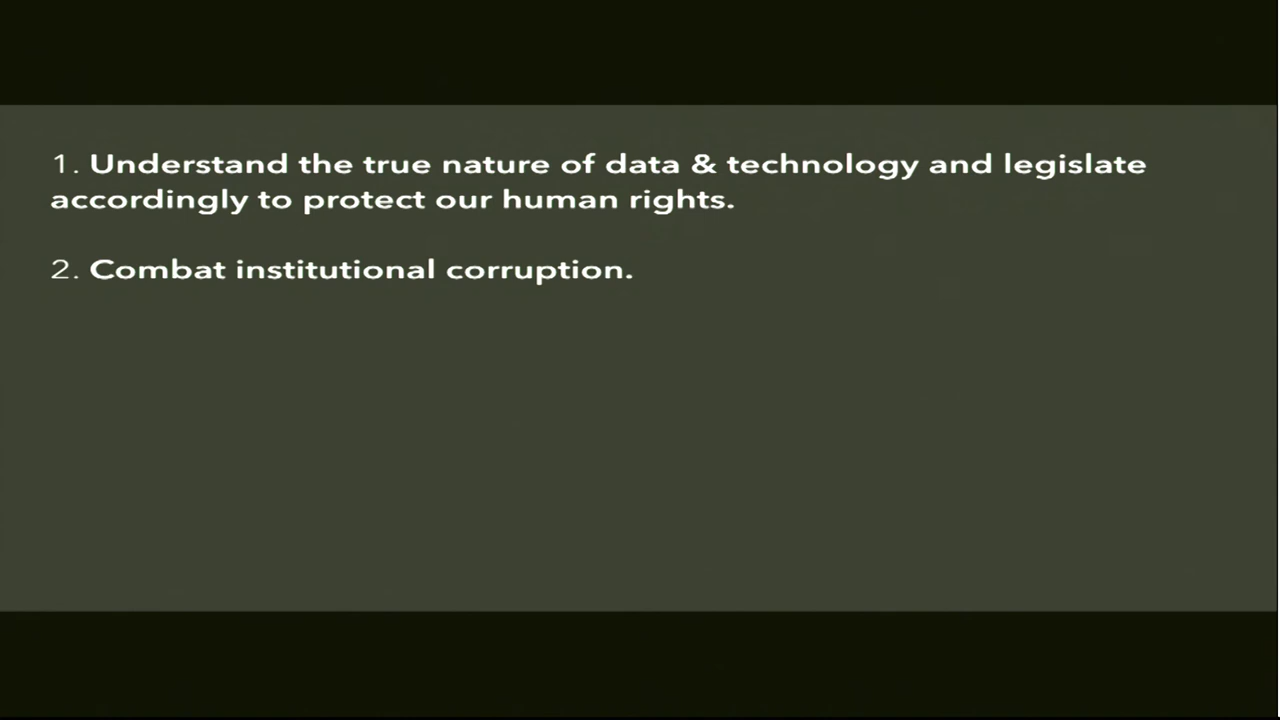 1. Understand the true nature of data & technology and legislate
accordingly to protect our human rights.
2. Combat institutional corruption.